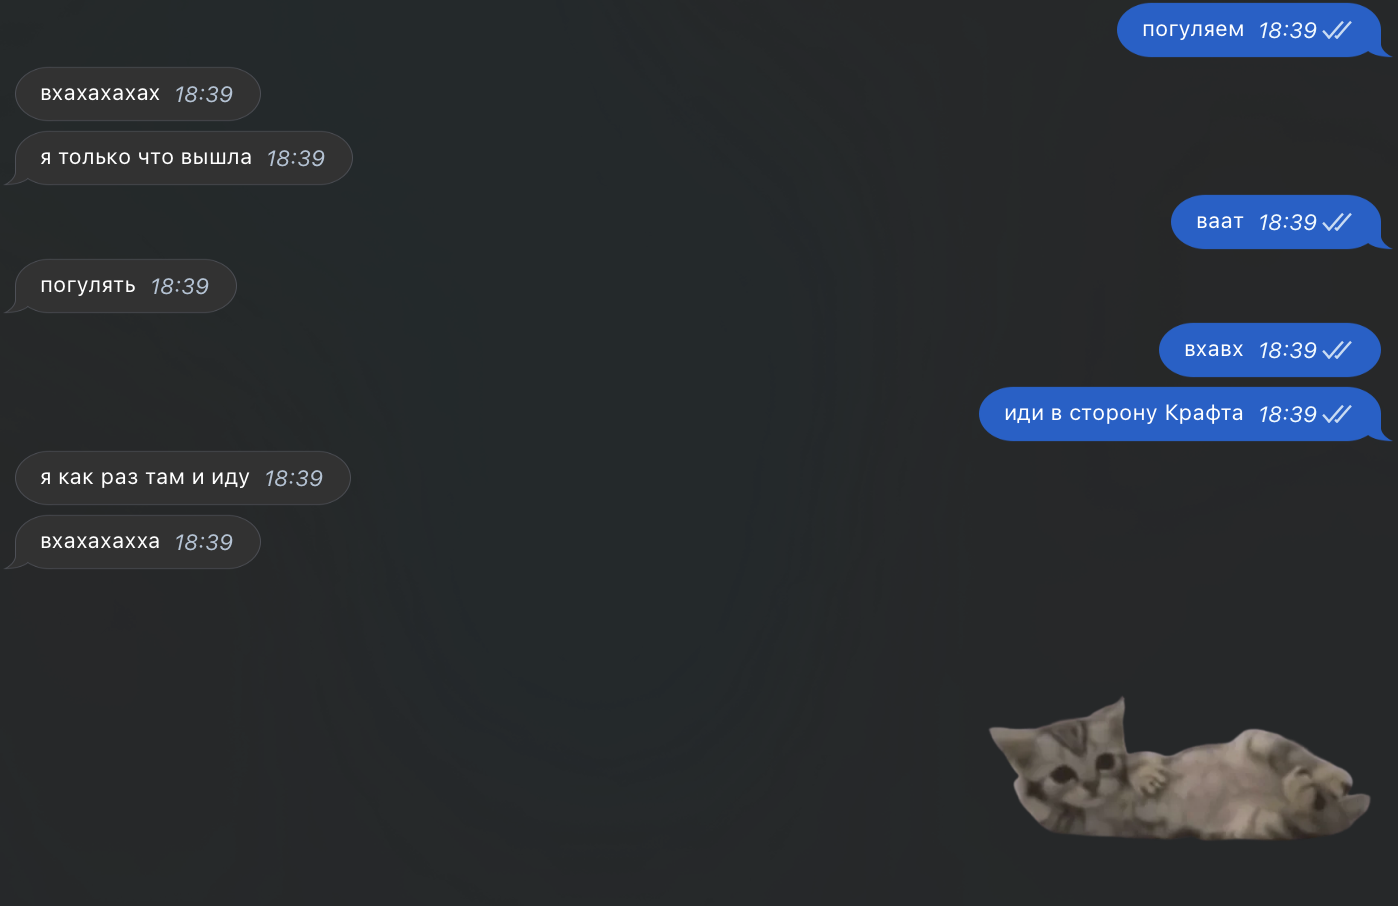 погуляем 18:39
вхахахахах 18:39
я только что вышла 18:39
ваат 18:39
погулять 18:39
вхавх 18:39
иди в сторону Крафта 18:39
я как раз там и иду 18:39
вхахахахха 18:39